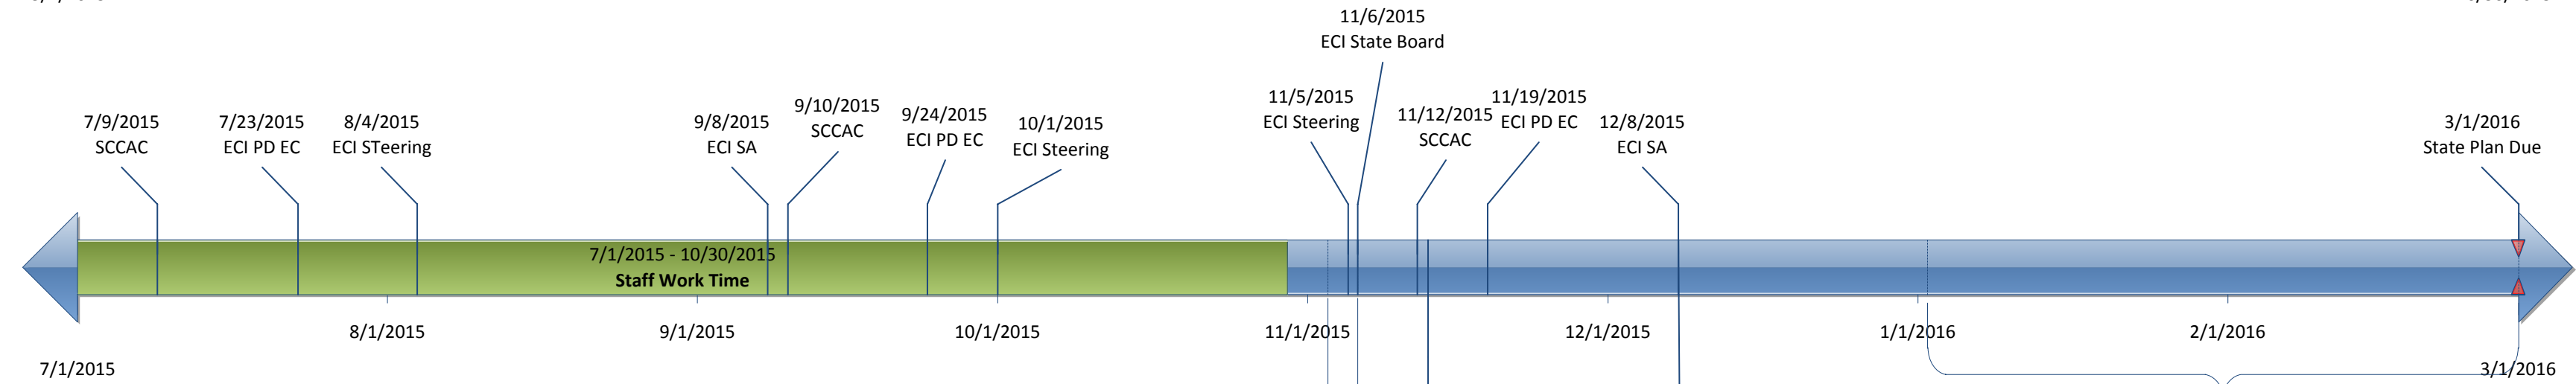 11/6/2015
ECI State Board
7/9/2015
SCCAC
7/23/2015
ECI PD EC
8/4/2015
ECI STeering
9/8/2015
ECI SA
9/10/2015
SCCAC
9/24/2015
ECI PD EC
10/1/2015
ECI Steering
11/5/2015
ECI Steering
11/12/2015
SCCAC
11/19/2015
ECI PD EC
12/8/2015
ECI SA
3/1/2016
State Plan Due
7/1/2015 - 10/30/2015
Staff Work Time
8/1/2015
9/1/2015
10/1/2015
11/1/2015
12/1/2015
1/1/2016
2/1/2016
7/1/2015
3/1/2016